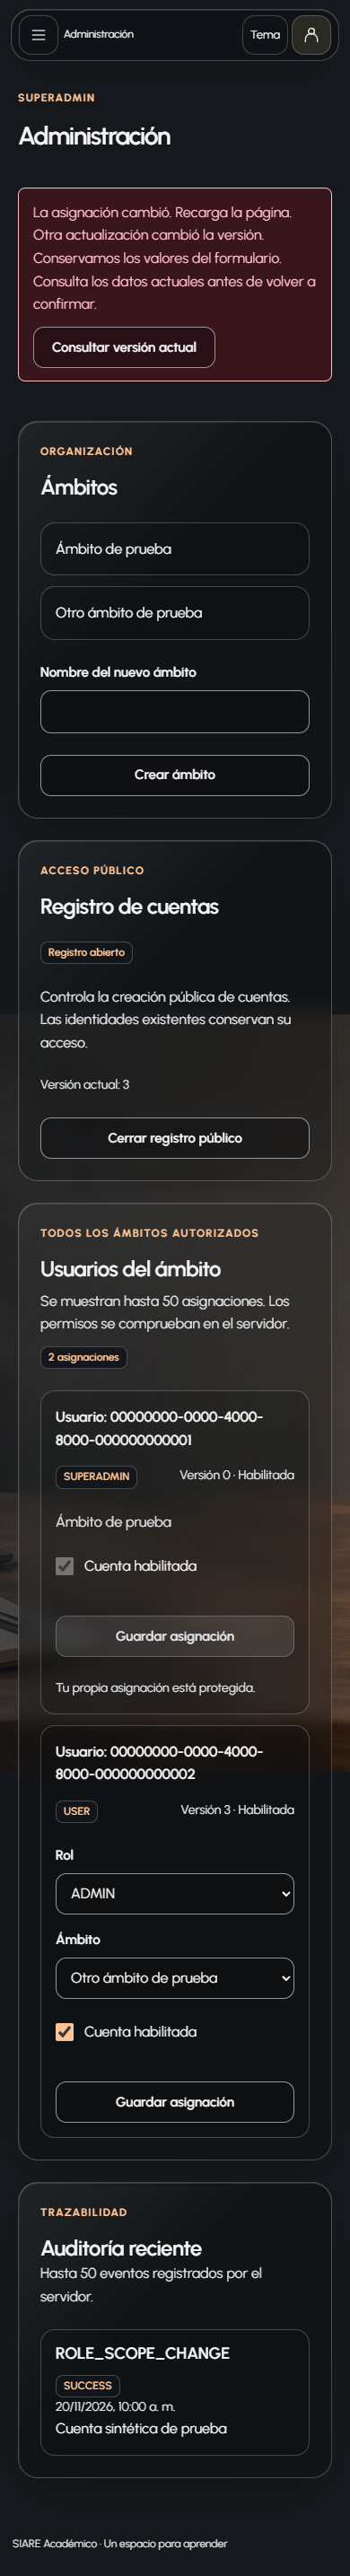 Administración
Tema
SUPERADMIN
Administración
La asignación cambió. Recarga la página.
Otra actualización cambió la versión.
Conservamos los valores del formulario.
Consulta los datos actuales antes de volver a
confirmar.
Consultar versión actual
ORGANIZACIÓN
Ámbitos
Ámbito de prueba
Otro ámbito de prueba
Nombre del nuevo ámbito
Crear ámbito
ACCESO PÚBLICO
Registro de cuentas
Registro abierto
Controla la creación pública de cuentas.
Las identidades existentes conservan su
acceso.
Versión actual: 3
Cerrar registro público
TODOS LOS ÁMBITOS AUTORIZADOS
Usuarios del ámbito
Se muestran hasta 50 asignaciones. Los
permisos se comprueban en el servidor.
2 asignaciones
Usuario: 00000000-0000-4000-
8000-000000000001
SUPERADMIN Versión 0 · Habilitada
Ámbito de prueba
Cuenta habilitada
Guardar asignación
Tu propia asignación está protegida.
Usuario: 00000000-0000-4000-
8000-000000000002
USER Versión 3 · Habilitada
Rol
ADMIN
Ámbito
Otro ámbito de prueba
Cuenta habilitada
Guardar asignación
TRAZABILIDAD
Auditoría reciente
Hasta 50 eventos registrados por el
servidor.
ROLE_SCOPE_CHANGE
SUCCESS
20/11/2026, 10:00 a. m.
Cuenta sintética de prueba
SIARE Académico · Un espacio para aprender